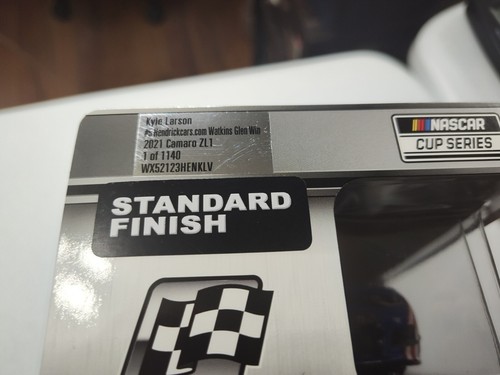 Kyle Larson
#5 Hendrickcars.com Watkins Glen Win
2021 Camaro ZL1
1 of 1140
WX52123HENKLV
NASCAR
CUP SERIES
STANDARD
FINISH